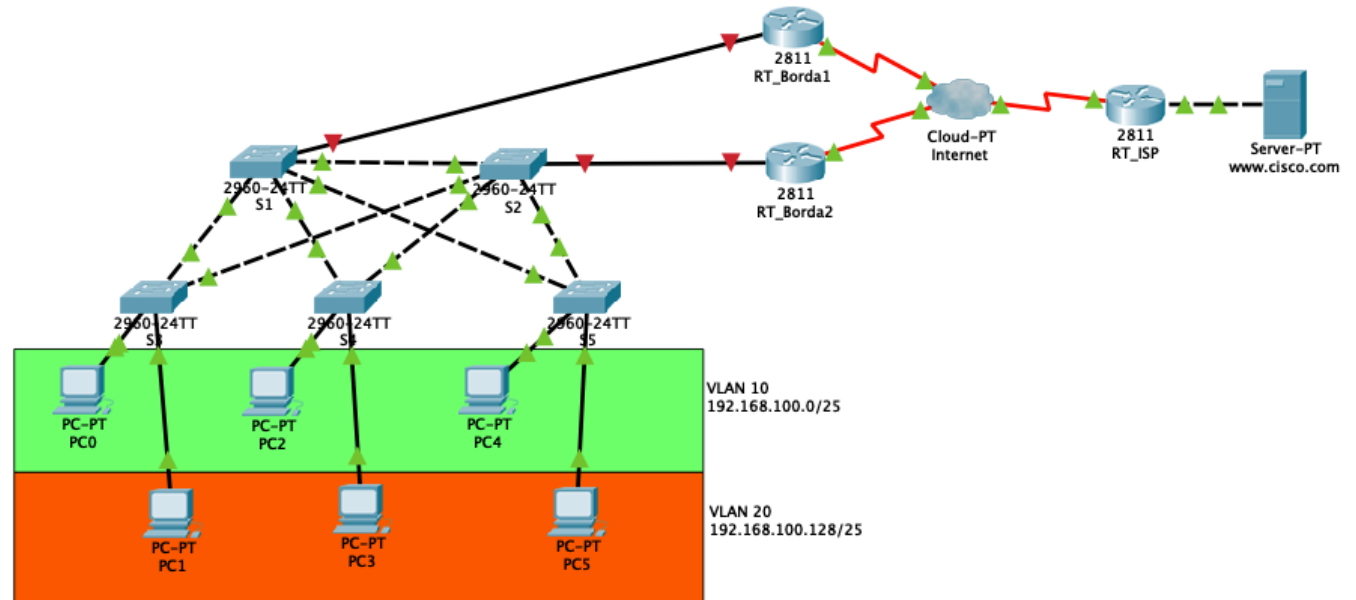 2811
RT_Borda1
Cloud-PT
Internet
2811
RT_ISP
Server-PT
www.cisco.com
2960-24TT
S1
2960-24TT
S2
2811
RT_Borda2
2960-24TT
S3
2960-24TT
S4
2960-24TT
S5
PC-PT
PC0
PC-PT
PC2
PC-PT
PC4
VLAN 10
192.168.100.0/25
PC-PT
PC1
PC-PT
PC3
PC-PT
PC5
VLAN 20
192.168.100.128/25